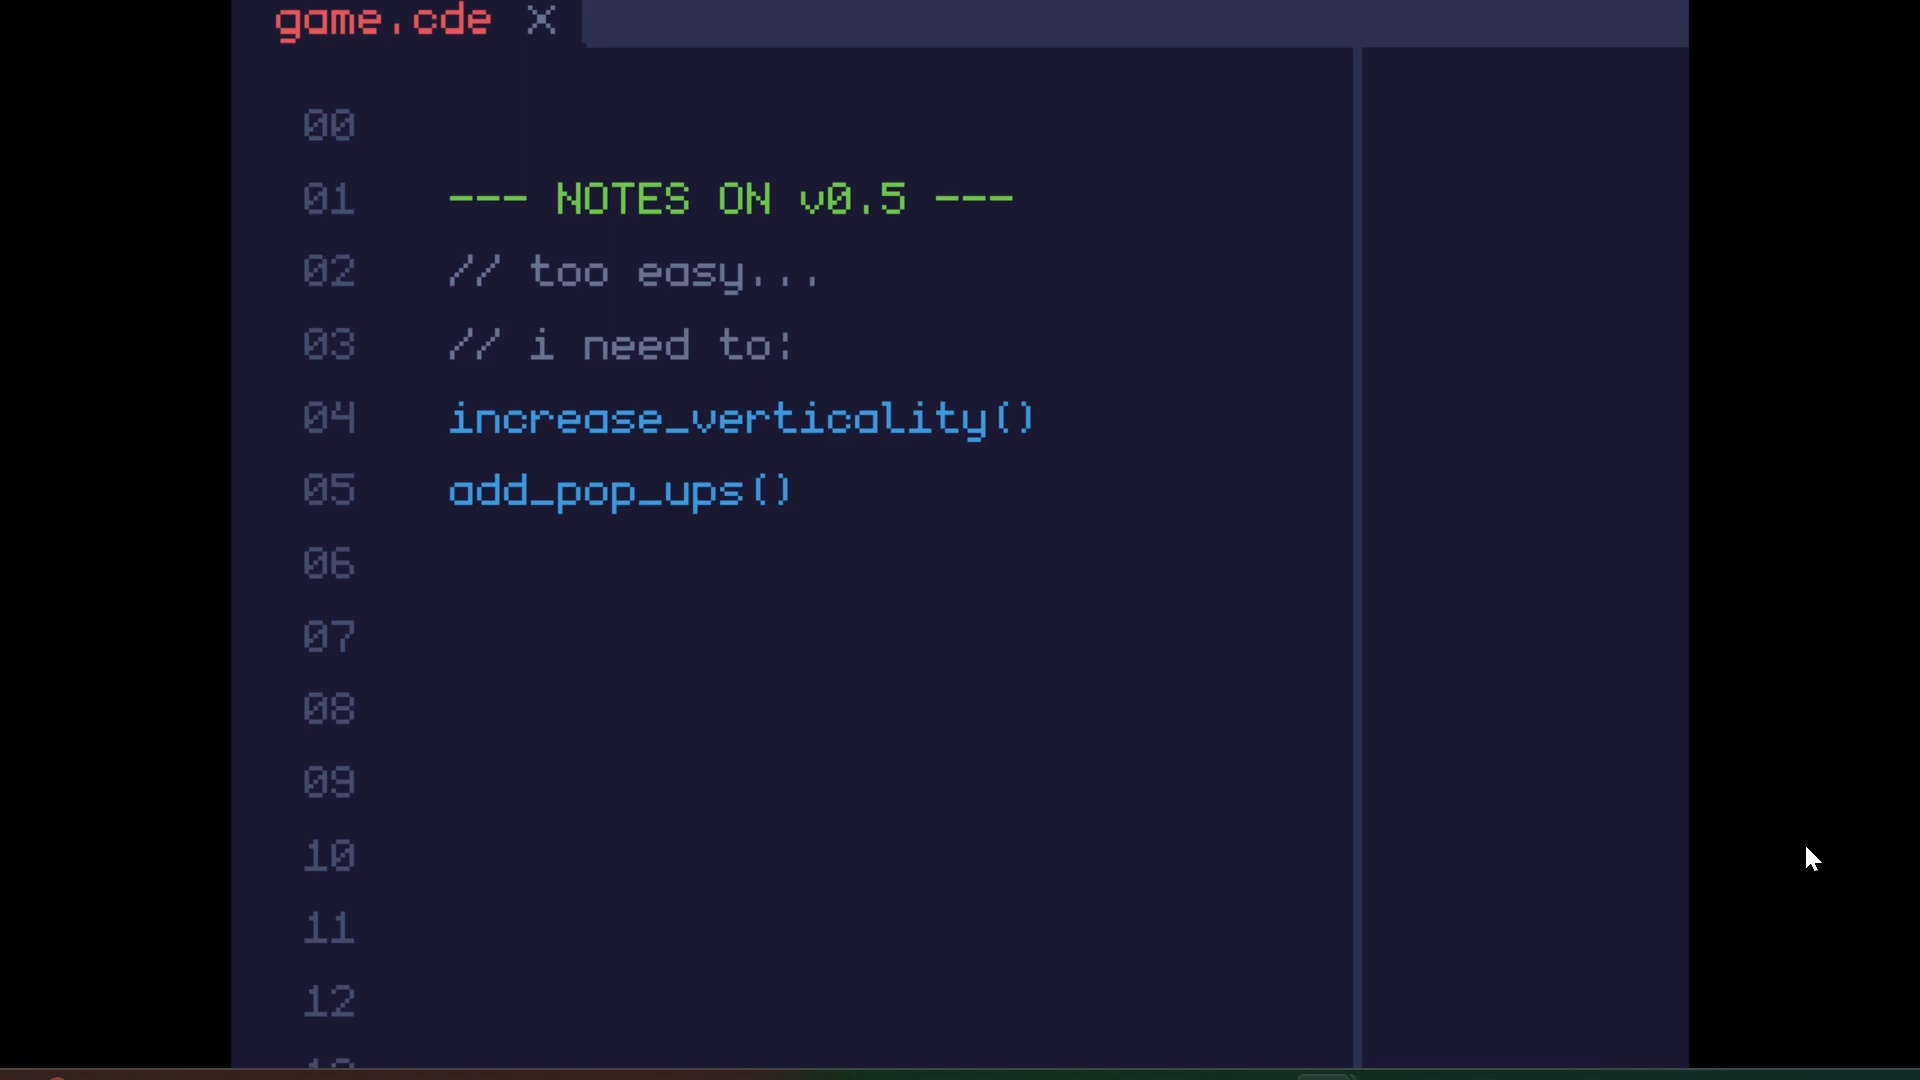 game.cde X
00
01 --- NOTES ON v0.5 ---
02 // too easy...
03 // i need to:
04 increase_verticality()
05 add_pop_ups()
06
07
08
09
10
11
12